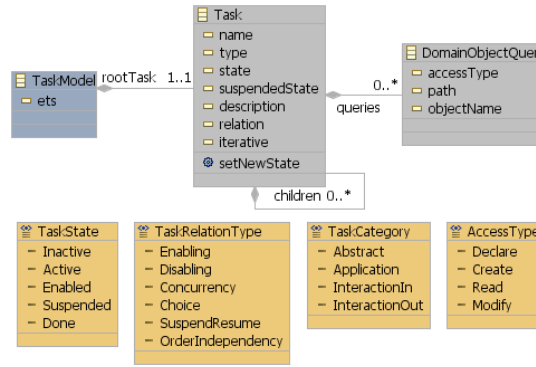 Task
name
type
state
suspendedState
description
relation
iterative
setNewState
TaskModel
ets
rootTask 1..1
DomainObjectQuer
accessType
path
objectName
0..*
queries
children 0..*
TaskState
Inactive
Active
Enabled
Suspended
Done
TaskRelationType
Enabling
Disabling
Concurrency
Choice
SuspendResume
OrderIndependency
TaskCategory
Abstract
Application
InteractionIn
InteractionOut
AccessType
Declare
Create
Read
Modify